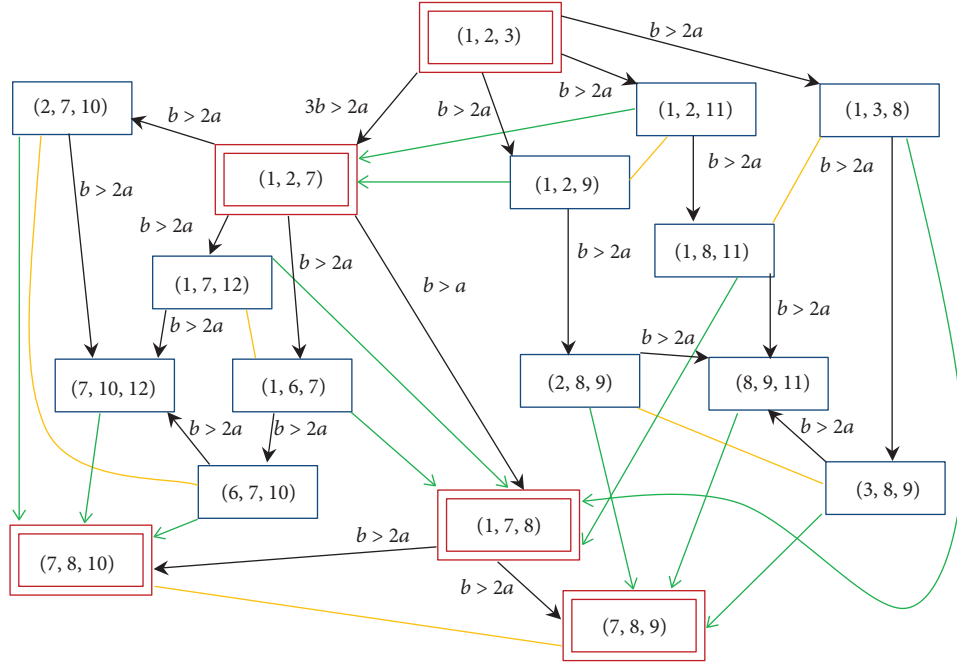 (1, 2, 3)
b > 2a
(2, 7, 10)
b > 2a
3b > 2a
b > 2a
b > 2a
(1, 2, 11)
(1, 3, 8)
(1, 2, 7)
(1, 2, 9)
b > 2a
b > 2a
b > 2a
b > 2a
b > 2a
b > 2a
(1, 8, 11)
(1, 7, 12)
b > a
b > 2a
b > 2a
b > 2a
(7, 10, 12)
(1, 6, 7)
(2, 8, 9)
(8, 9, 11)
b > 2a
b > 2a
b > 2a
(6, 7, 10)
(3, 8, 9)
(1, 7, 8)
b > 2a
(7, 8, 10)
b > 2a
(7, 8, 9)